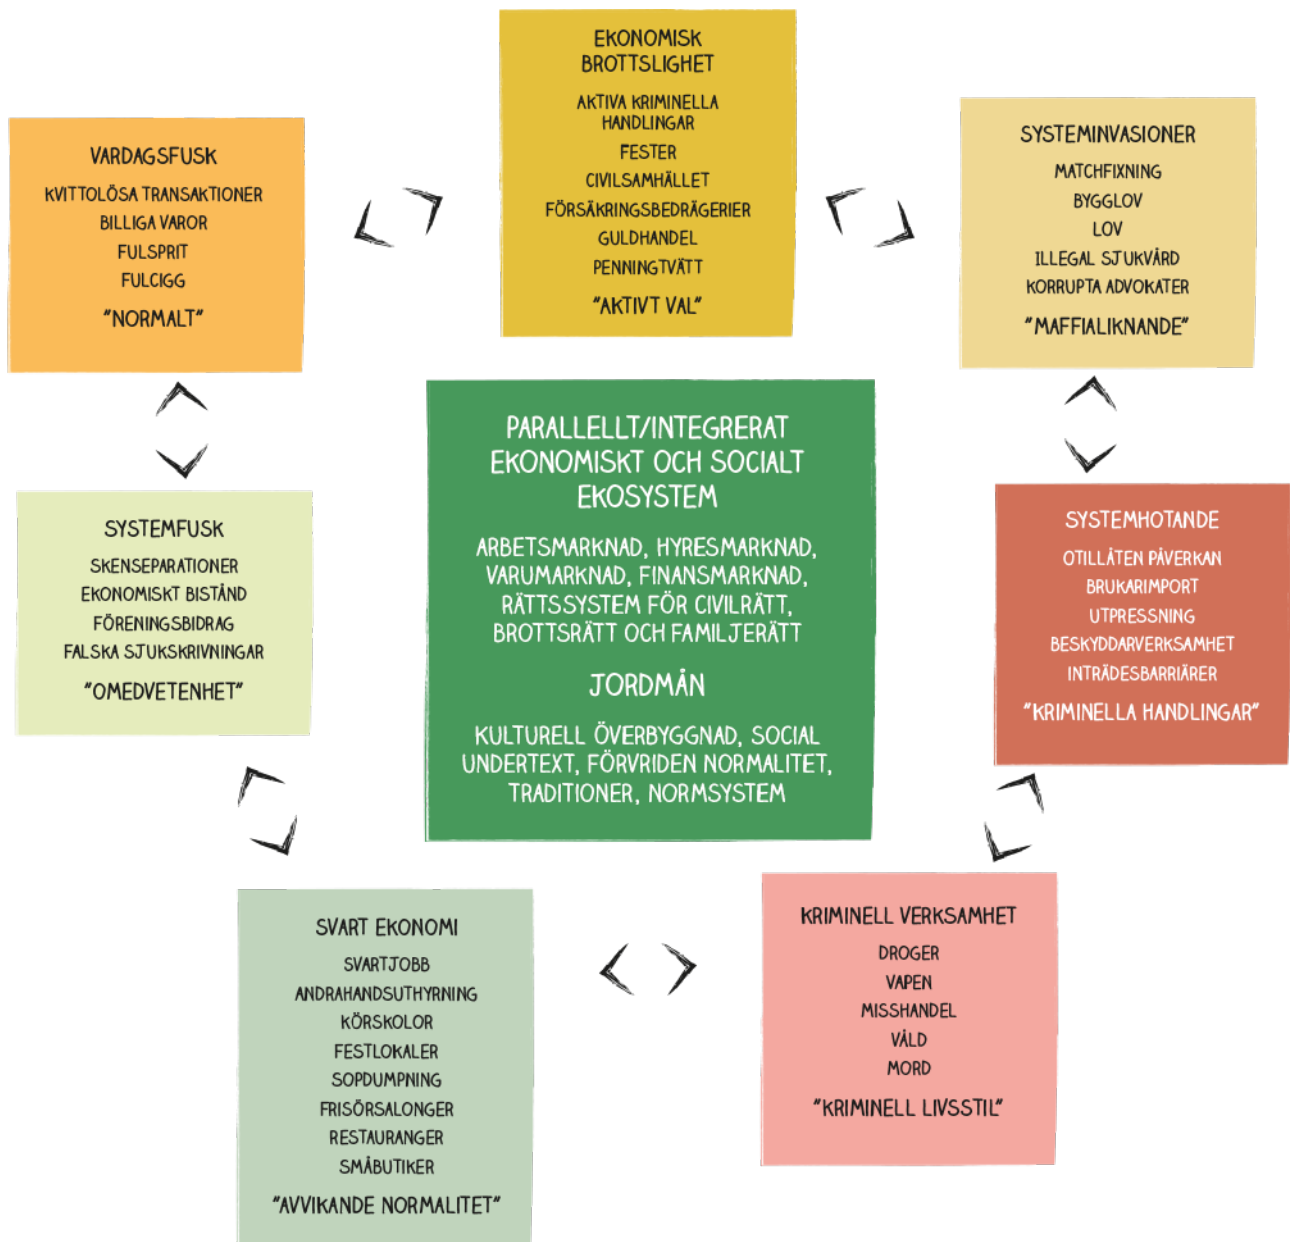 EKONOMISK
BROTTSLIGHET
AKTIVA KRIMINELLA
HANDLINGAR
FESTER
CIVILSAMHÄLLET
FÖRSÄKRINGSBEDRÄGERIER
GULDHANDEL
PENNINGTVÄTT
"AKTIVT VAL"
VARDAGSFUSK
KVITTOLÖSA TRANSAKTIONER
BILLIGA VAROR
FULSPRIT
FULCIGG
"NORMALT"
SYSTEMINVASIONER
MATCHFIXNING
BYGGLOV
LOV
ILLEGAL SJUKVÅRD
KORRUPTA ADVOKATER
"MAFFIALIKNANDE"
PARALLELLT/INTEGRERAT
EKONOMISKT OCH SOCIALT
EKOSYSTEM
ARBETSMARKNAD, HYRESMARKNAD,
VARUMARKNAD, FINANSMARKNAD,
RÄTTSSYSTEM FÖR CIVILRÄTT,
BROTTSRÄTT OCH FAMILJERÄTT
JORDMÅN
KULTURELL ÖVERBYGGNAD, SOCIAL
UNDERTEXT, FÖRVRIDEN NORMALITET,
TRADITIONER, NORMSYSTEM
SYSTEMFUSK
SKENSEPARATIONER
EKONOMISKT BISTÅND
FÖRENINGSBIDRAG
FALSKA SJUKSKRIVNINGAR
"OMEDVETENHET"
SYSTEMHOTANDE
OTILLÅTEN PÅVERKAN
BRUKARIMPORT
UTPRESSNING
BESKYDDARVERKSAMHET
INTRÄDESBARRIÄRER
"KRIMINELLA HANDLINGAR"
SVART EKONOMI
SVARTJOBB
ANDRAHANDSUTHYRNING
KÖRSKOLOR
FESTLOKALER
SOPDUMPNING
FRISÖRSALONGER
RESTAURANGER
SMÅBUTIKER
"AVVIKANDE NORMALITET"
KRIMINELL VERKSAMHET
DROGER
VAPEN
MISSHANDEL
VÅLD
MORD
"KRIMINELL LIVSSTIL"